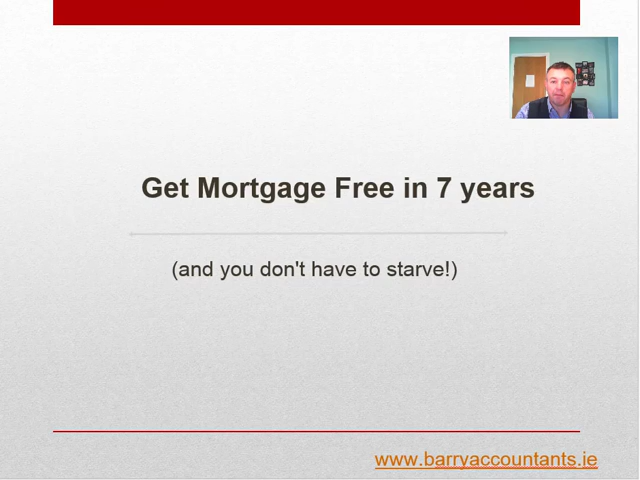 Get Mortgage Free in 7 years
(and you don't have to starve!)
www.barryaccountants.ie